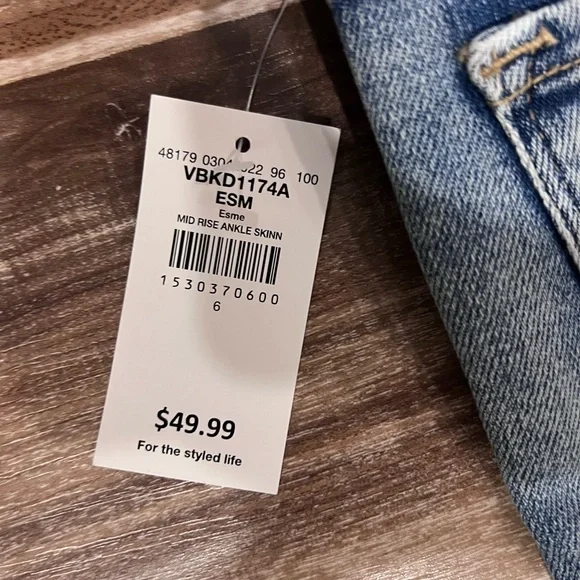 48179 96 100
VBKD1174A
ESM
Esme
MID RISE ANKLE SKINN
1530370600
6
$49.99
For the styled life